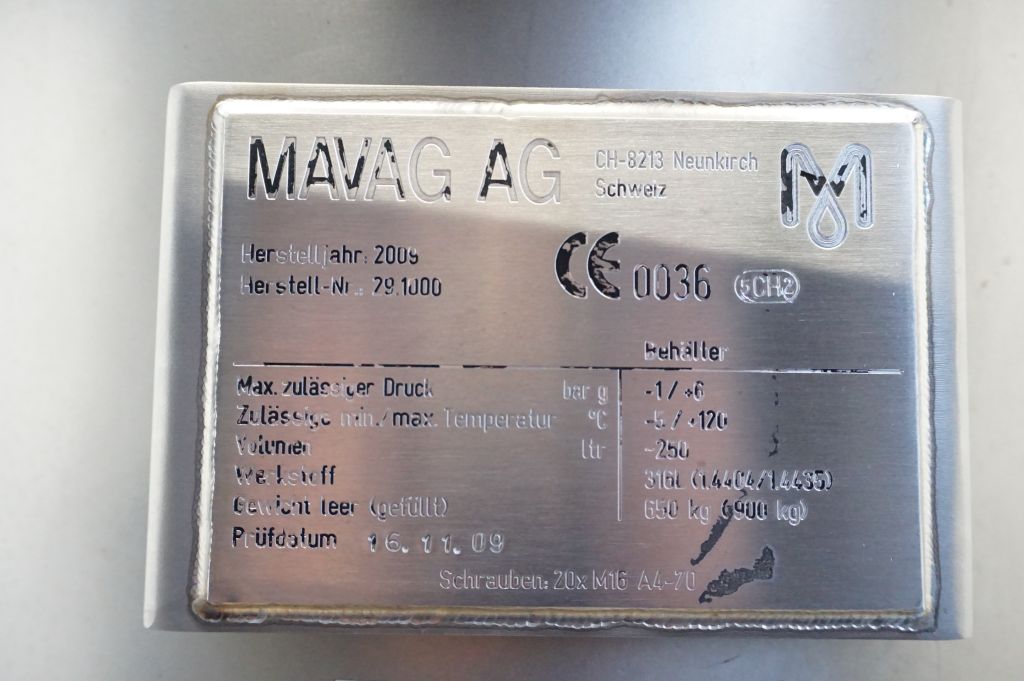 MAVAG AG
CH-8213 Neunkirch
Schweiz
Herstelljahr: 2009
Herstell-Nr.: 29.1000
CE 0036 5CH2
Behälter
Max. zulässiger Druck bar g -1 / +6
Zulässige min./max. Temperatur °C -5 / +120
Volumen ltr ~250
Werkstoff 316L (1.4404/1.4435)
Gewicht leer (gefüllt) 650 kg (900 kg)
Prüfdatum 16.11.09
Schrauben: 20x M16 A4-70